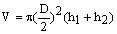 V = π(D/2)²(h₁ + h₂)